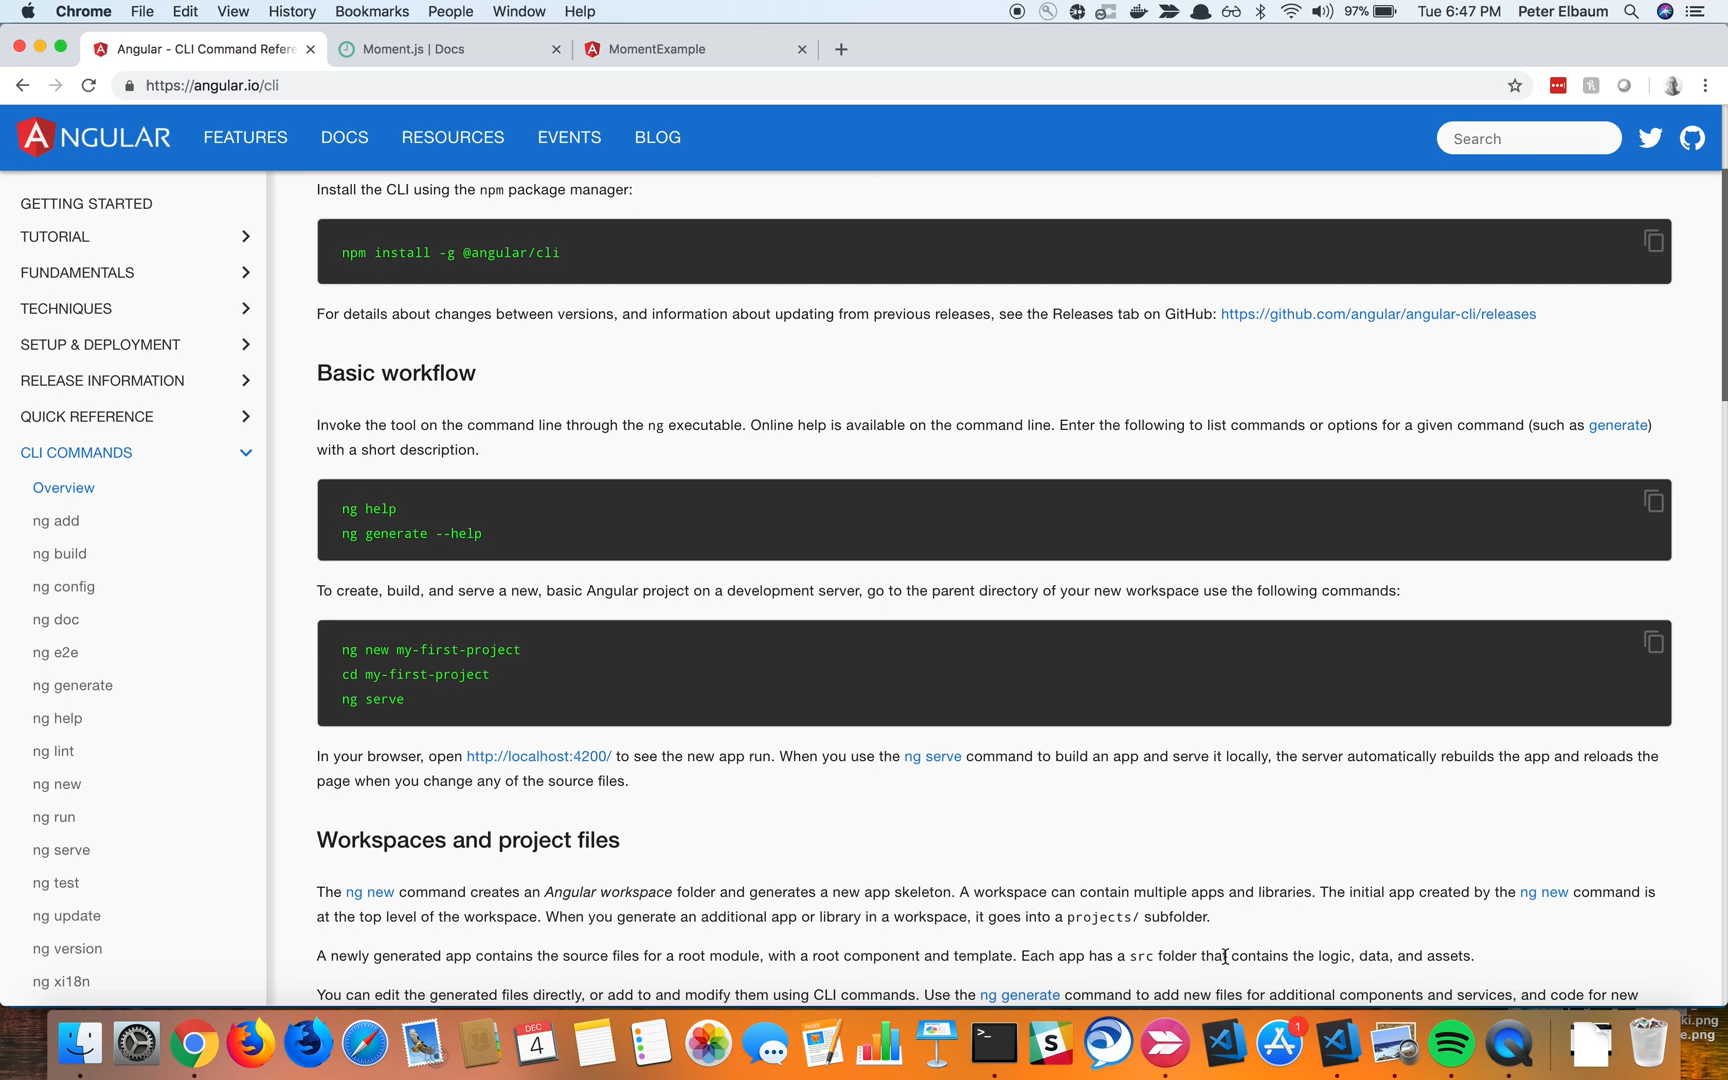 Chrome File Edit View History Bookmarks People Window Help 97% Tue 6:47 PM Peter Elbaum
Angular - CLI Command Refere Moment.js | Docs MomentExample
https://angular.io/cli
ANGULAR FEATURES DOCS RESOURCES EVENTS BLOG Search
GETTING STARTED
TUTORIAL
FUNDAMENTALS
TECHNIQUES
SETUP & DEPLOYMENT
RELEASE INFORMATION
QUICK REFERENCE
CLI COMMANDS
Overview
ng add
ng build
ng config
ng doc
ng e2e
ng generate
ng help
ng lint
ng new
ng run
ng serve
ng test
ng update
ng version
ng xi18n
Install the CLI using the npm package manager:
npm install -g @angular/cli
For details about changes between versions, and information about updating from previous releases, see the Releases tab on GitHub: https://github.com/angular/angular-cli/releases
Basic workflow
Invoke the tool on the command line through the ng executable. Online help is available on the command line. Enter the following to list commands or options for a given command (such as generate)
with a short description.
ng help
ng generate --help
To create, build, and serve a new, basic Angular project on a development server, go to the parent directory of your new workspace use the following commands:
ng new my-first-project
cd my-first-project
ng serve
In your browser, open http://localhost:4200/ to see the new app run. When you use the ng serve command to build an app and serve it locally, the server automatically rebuilds the app and reloads the
page when you change any of the source files.
Workspaces and project files
The ng new command creates an Angular workspace folder and generates a new app skeleton. A workspace can contain multiple apps and libraries. The initial app created by the ng new command is
at the top level of the workspace. When you generate an additional app or library in a workspace, it goes into a projects/ subfolder.
A newly generated app contains the source files for a root module, with a root component and template. Each app has a src folder that contains the logic, data, and assets.
You can edit the generated files directly, or add to and modify them using CLI commands. Use the ng generate command to add new files for additional components and services, and code for new
ki.png
e.png
DEC
4
PAGES
>_
S
1